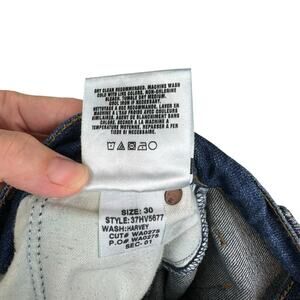 DRY CLEAN RECOMMENDED. MACHINE WASH
COLD WITH LIKE COLORS. NON-CHLORINE
BLEACH. TUMBLE DRY MEDIUM.
COOL IRON IF NECESSARY.
NETTOYAGE A SEC RECOMMANDE. LAVER EN
MACHINE A L'EAU FROIDE AVEC COULEURS
SIMILAIRES. AGENT DE BLANCHIMENT SANS
CHLORE. SECHER A LA MACHINE A
TEMPERATURE MOYENNE. REPASSER A FER
TIEDE SI NECESSAIRE.
SIZE: 30
STYLE: 37HV5677
WASH: HARVEY
CUT# WA0275
P.O# WA0275
SEC- 01